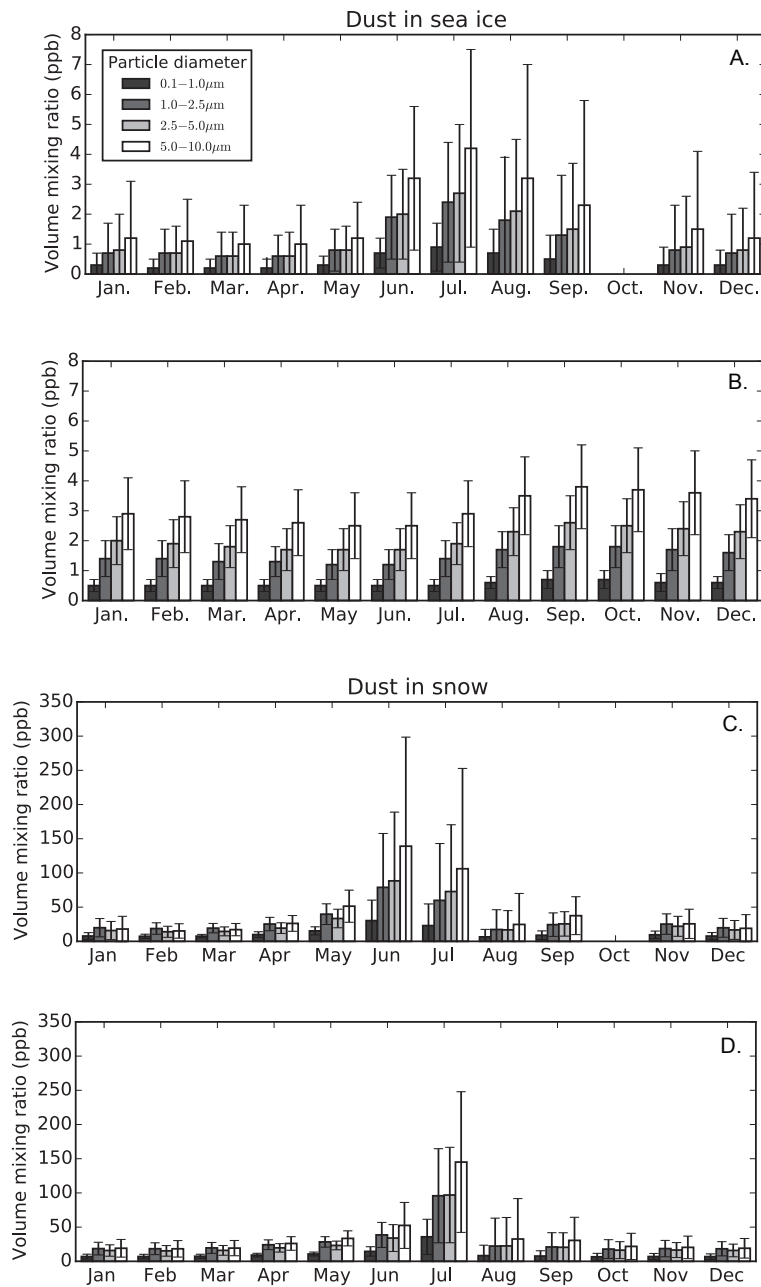 Dust in sea ice
Volume mixing ratio (ppb)
8
7
6
5
4
3
2
1
0
A.
Particle diameter
0.1−1.0μm
1.0−2.5μm
2.5−5.0μm
5.0−10.0μm
Jan. Feb. Mar. Apr. May Jun. Jul. Aug. Sep. Oct. Nov. Dec.
Volume mixing ratio (ppb)
8
7
6
5
4
3
2
1
0
B.
Jan. Feb. Mar. Apr. May Jun. Jul. Aug. Sep. Oct. Nov. Dec.
Dust in snow
Volume mixing ratio (ppb)
350
300
250
200
150
100
50
0
C.
Jan Feb Mar Apr May Jun Jul Aug Sep Oct Nov Dec
Volume mixing ratio (ppb)
350
300
250
200
150
100
50
0
D.
Jan Feb Mar Apr May Jun Jul Aug Sep Oct Nov Dec